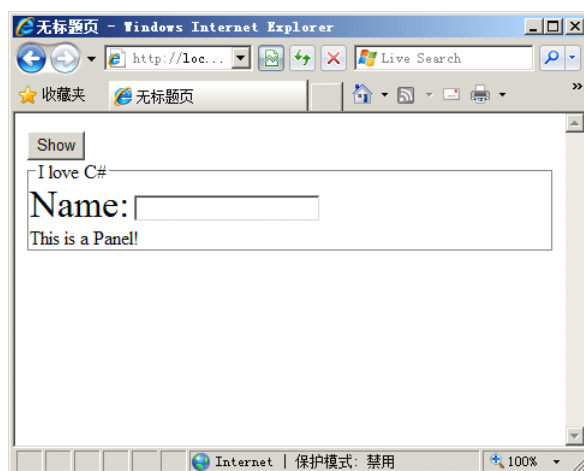 无标题页 - Windows Internet Explorer
http://loc...
Live Search
收藏夹
无标题页
»
Show
I love C#
Name:
This is a Panel!
Internet | 保护模式: 禁用
100%